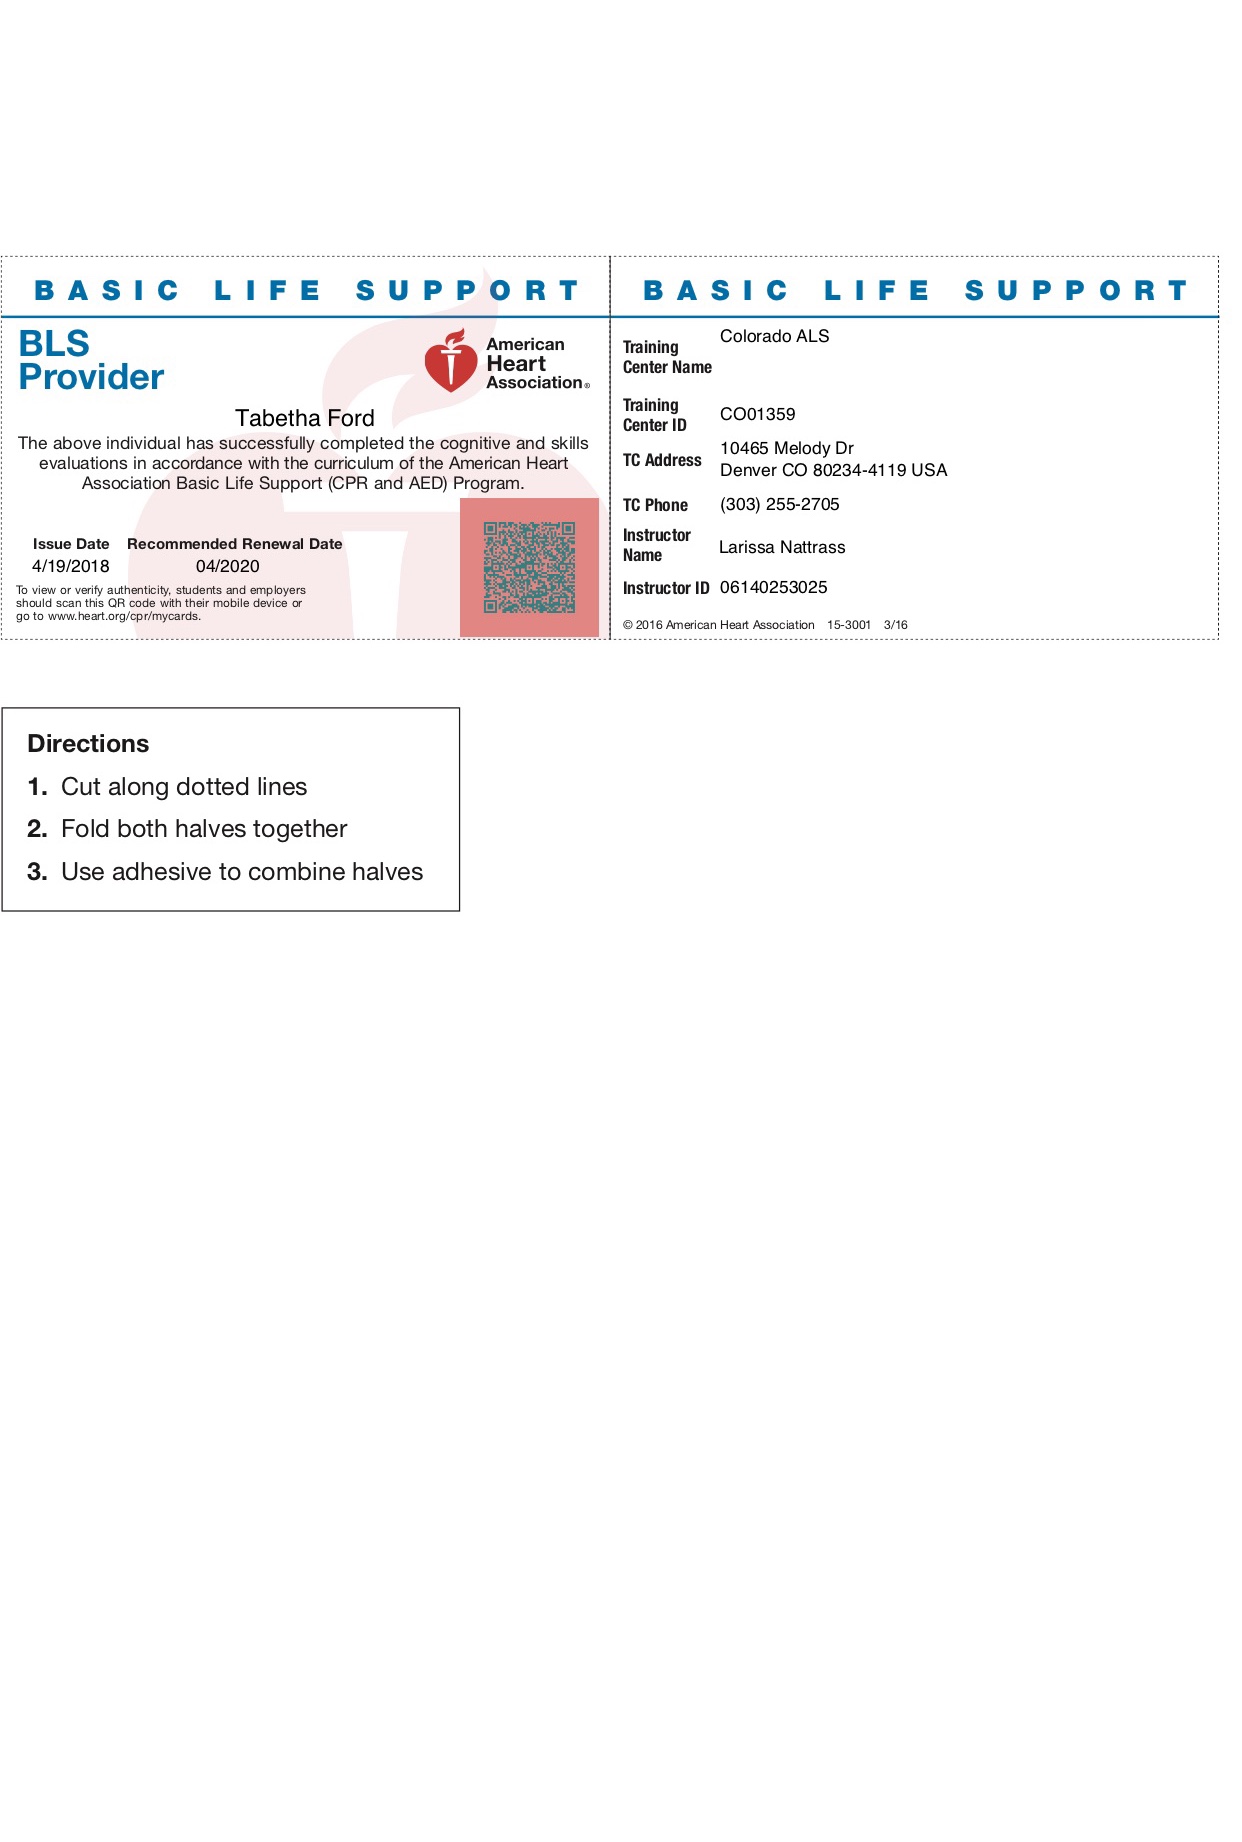 BASIC LIFE SUPPORT
BLS
Provider
American
Heart
Association®
Tabetha Ford
The above individual has successfully completed the cognitive and skills
evaluations in accordance with the curriculum of the American Heart
Association Basic Life Support (CPR and AED) Program.
Issue Date Recommended Renewal Date
4/19/2018 04/2020
To view or verify authenticity, students and employers
should scan this QR code with their mobile device or
go to www.heart.org/cpr/mycards.
BASIC LIFE SUPPORT
Training
Center Name
Colorado ALS
Training
Center ID
CO01359
TC Address
10465 Melody Dr
Denver CO 80234-4119 USA
TC Phone (303) 255-2705
Instructor
Name
Larissa Nattrass
Instructor ID 06140253025
© 2016 American Heart Association 15-3001 3/16
Directions
1. Cut along dotted lines
2. Fold both halves together
3. Use adhesive to combine halves